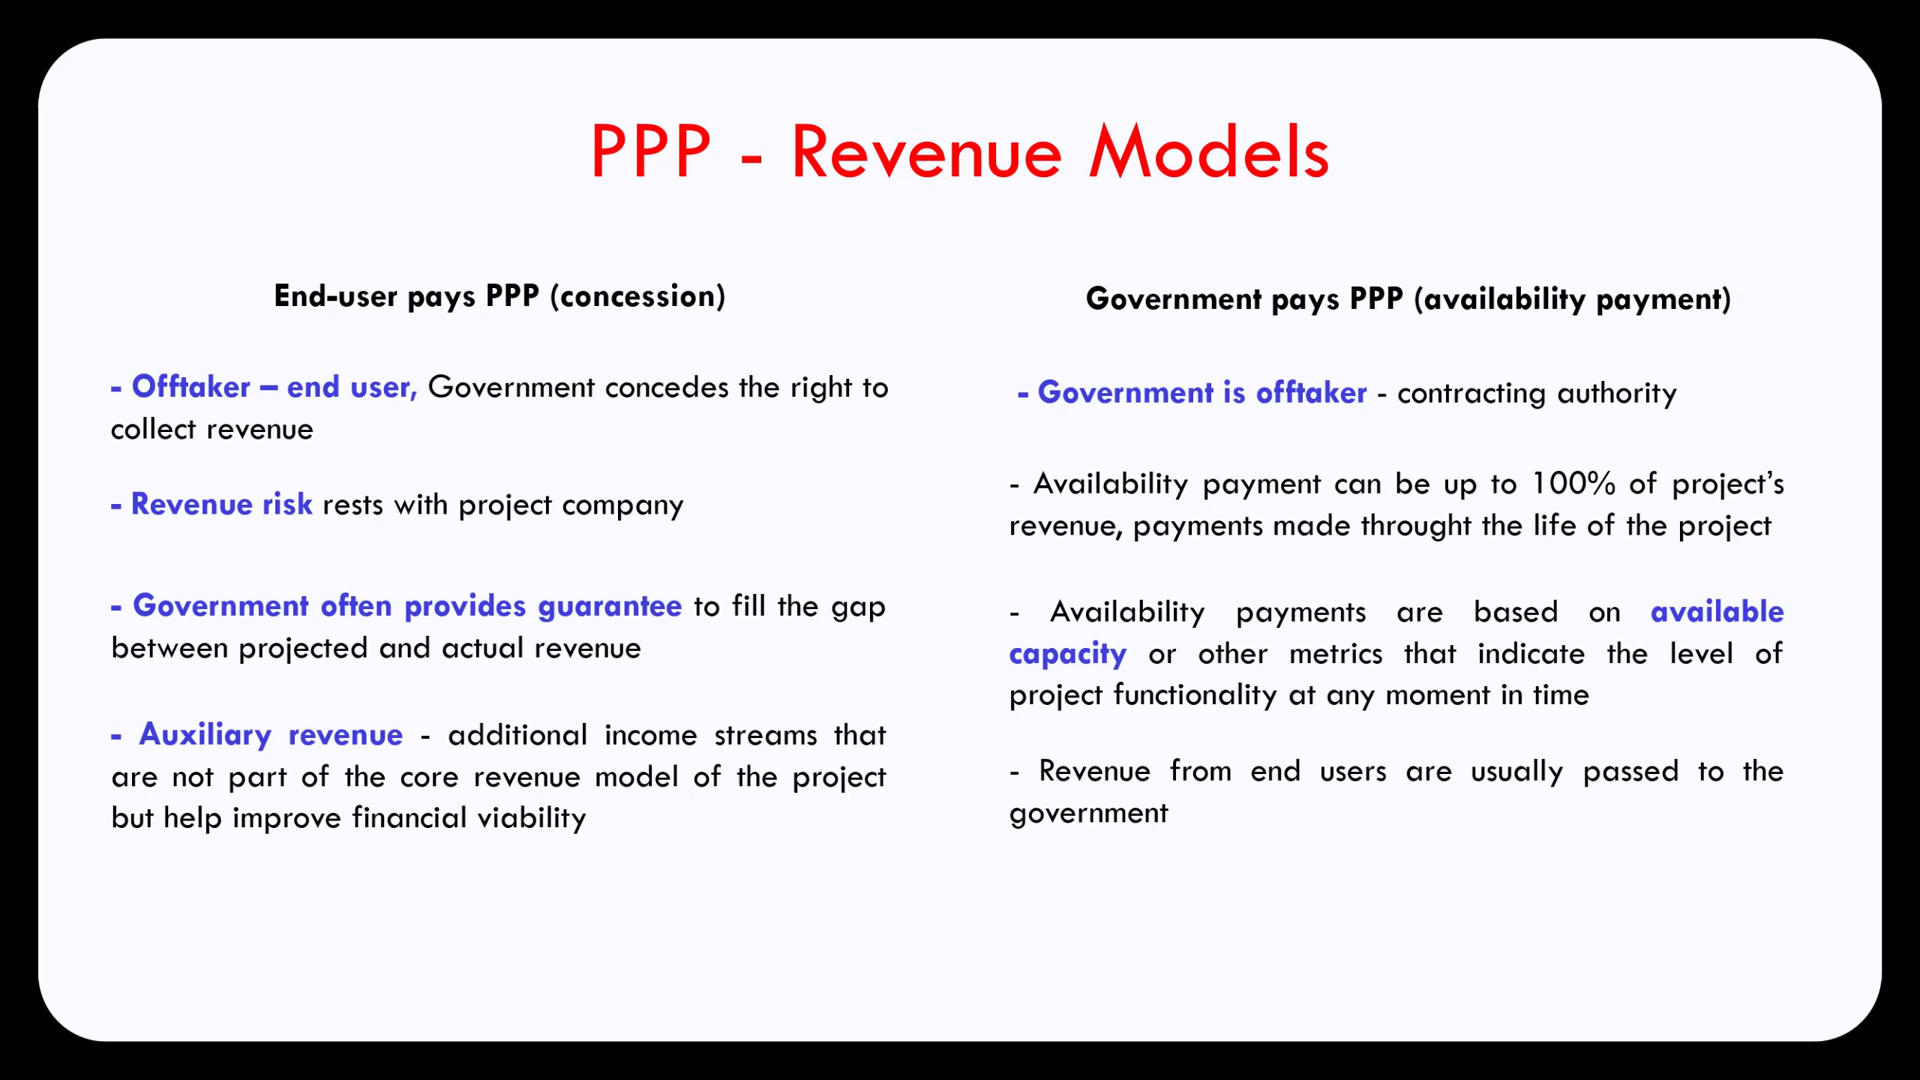 PPP - Revenue Models
End-user pays PPP (concession)
- Offtaker – end user, Government concedes the right to
collect revenue
- Revenue risk rests with project company
- Government often provides guarantee to fill the gap
between projected and actual revenue
- Auxiliary revenue - additional income streams that
are not part of the core revenue model of the project
but help improve financial viability
Government pays PPP (availability payment)
- Government is offtaker - contracting authority
- Availability payment can be up to 100% of project’s
revenue, payments made throught the life of the project
- Availability payments are based on available
capacity or other metrics that indicate the level of
project functionality at any moment in time
- Revenue from end users are usually passed to the
government